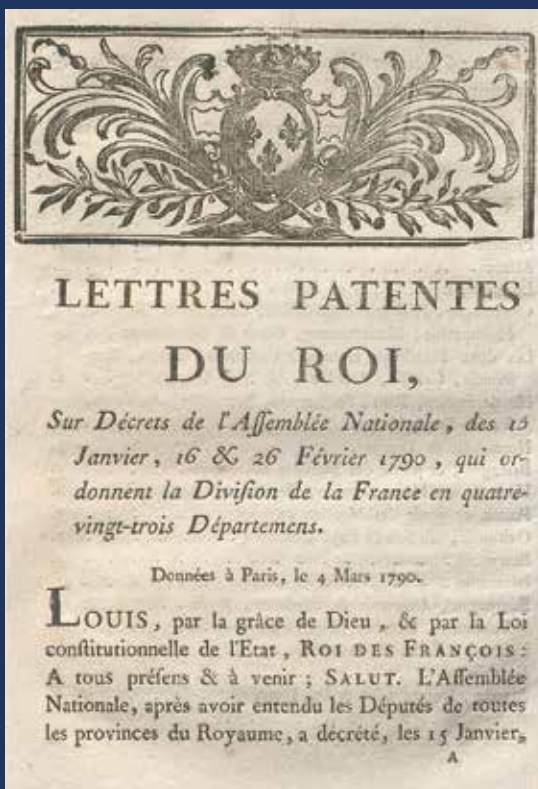 LETTRES PATENTES
DU ROI,
Sur Décrets de l'Aſſemblée Nationale, des 15
Janvier, 16 & 26 Février 1790, qui or-
donnent la Diviſion de la France en quatre-
vingt-trois Départemens.
Données à Paris, le 4 Mars 1790.
LOUIS, par la grâce de Dieu, & par la Loi
conſtitutionnelle de l'Etat, ROI DES FRANÇOIS:
A tous préſens & à venir; SALUT. L'Aſſemblée
Nationale, après avoir entendu les Députés de toutes
les provinces du Royaume, a décrété, les 15 Janvier,
A